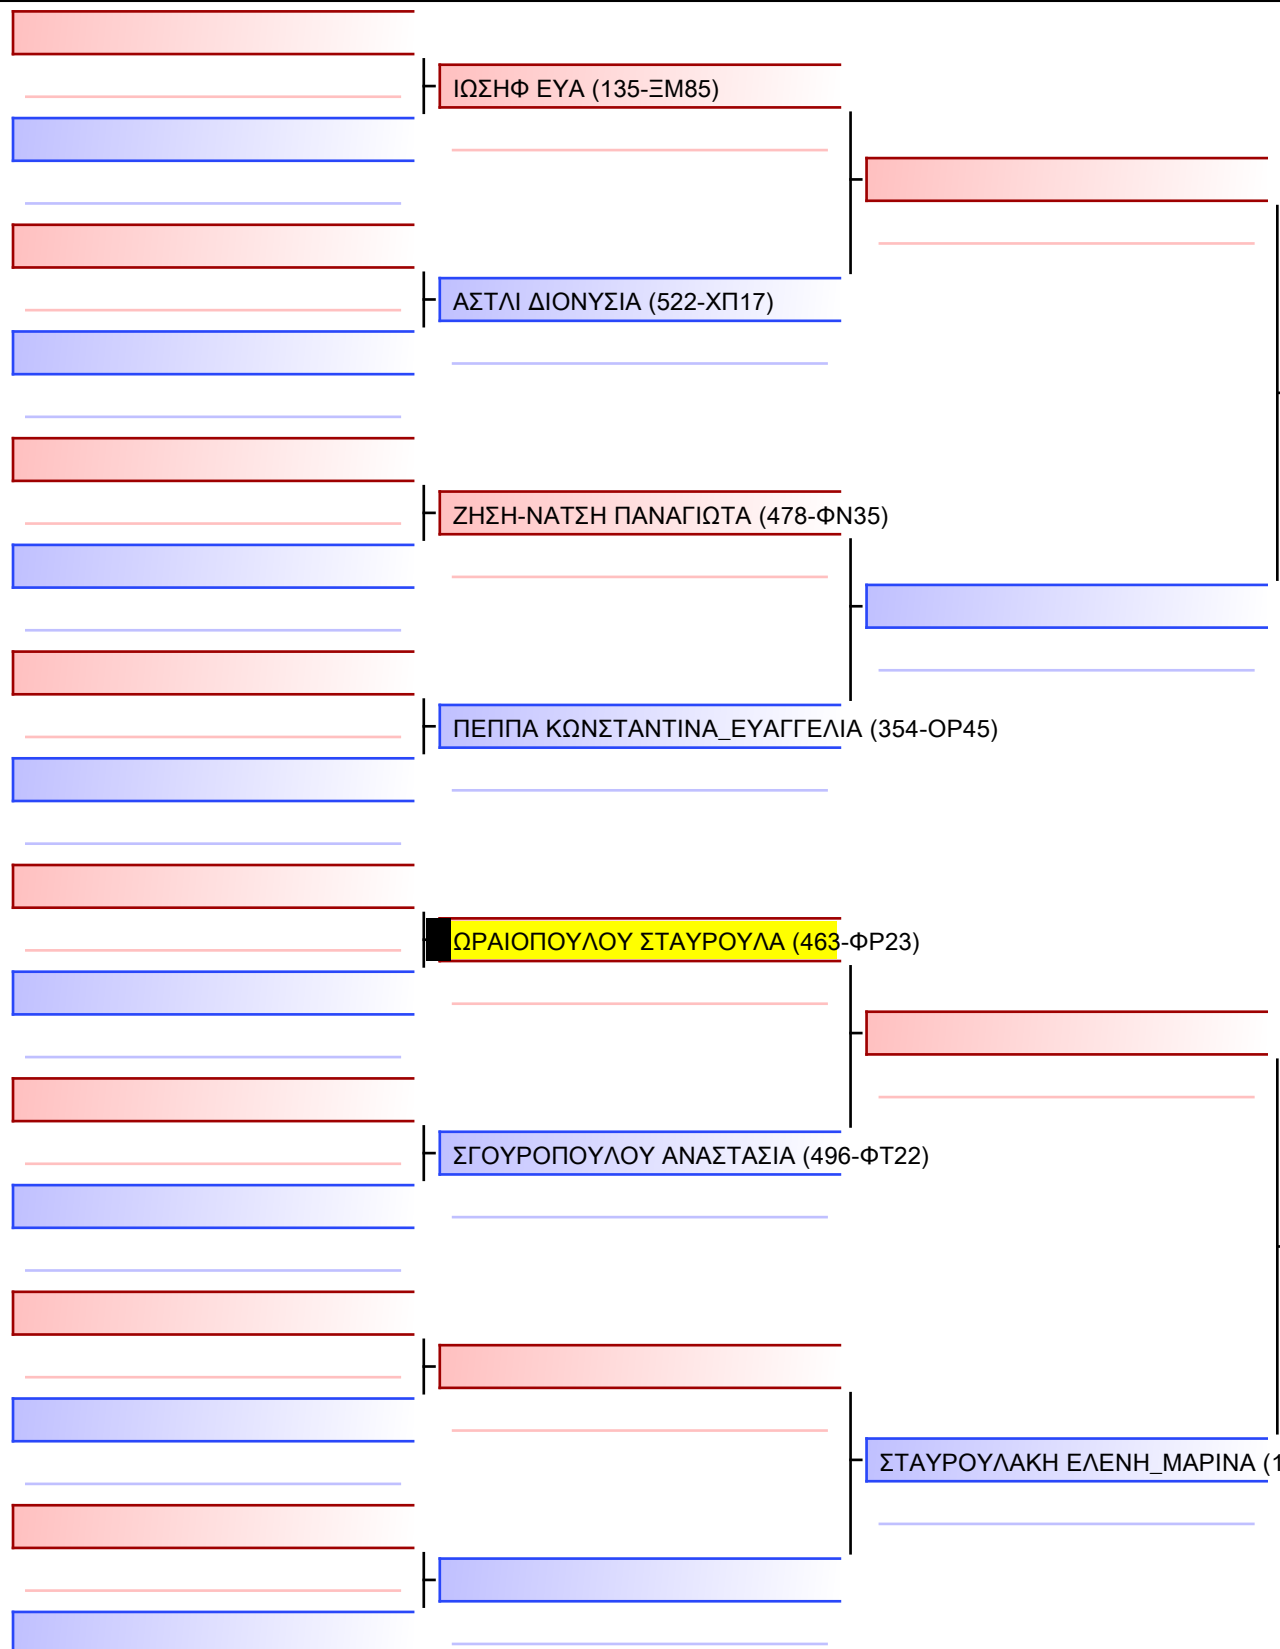 ΙΩΣΗΦ ΕΥΑ (135-ΞΜ85)
ΑΣΤΛΙ ΔΙΟΝΥΣΙΑ (522-ΧΠ17)
ΖΗΣΗ-ΝΑΤΣΗ ΠΑΝΑΓΙΩΤΑ (478-ΦΝ35)
ΠΕΠΠΑ ΚΩΝΣΤΑΝΤΙΝΑ_ΕΥΑΓΓΕΛΙΑ (354-ΟΡ45)
ΩΡΑΙΟΠΟΥΛΟΥ ΣΤΑΥΡΟΥΛΑ (463-ΦΡ23)
ΣΓΟΥΡΟΠΟΥΛΟΥ ΑΝΑΣΤΑΣΙΑ (496-ΦΤ22)
ΣΤΑΥΡΟΥΛΑΚΗ ΕΛΕΝΗ_ΜΑΡΙΝΑ (1